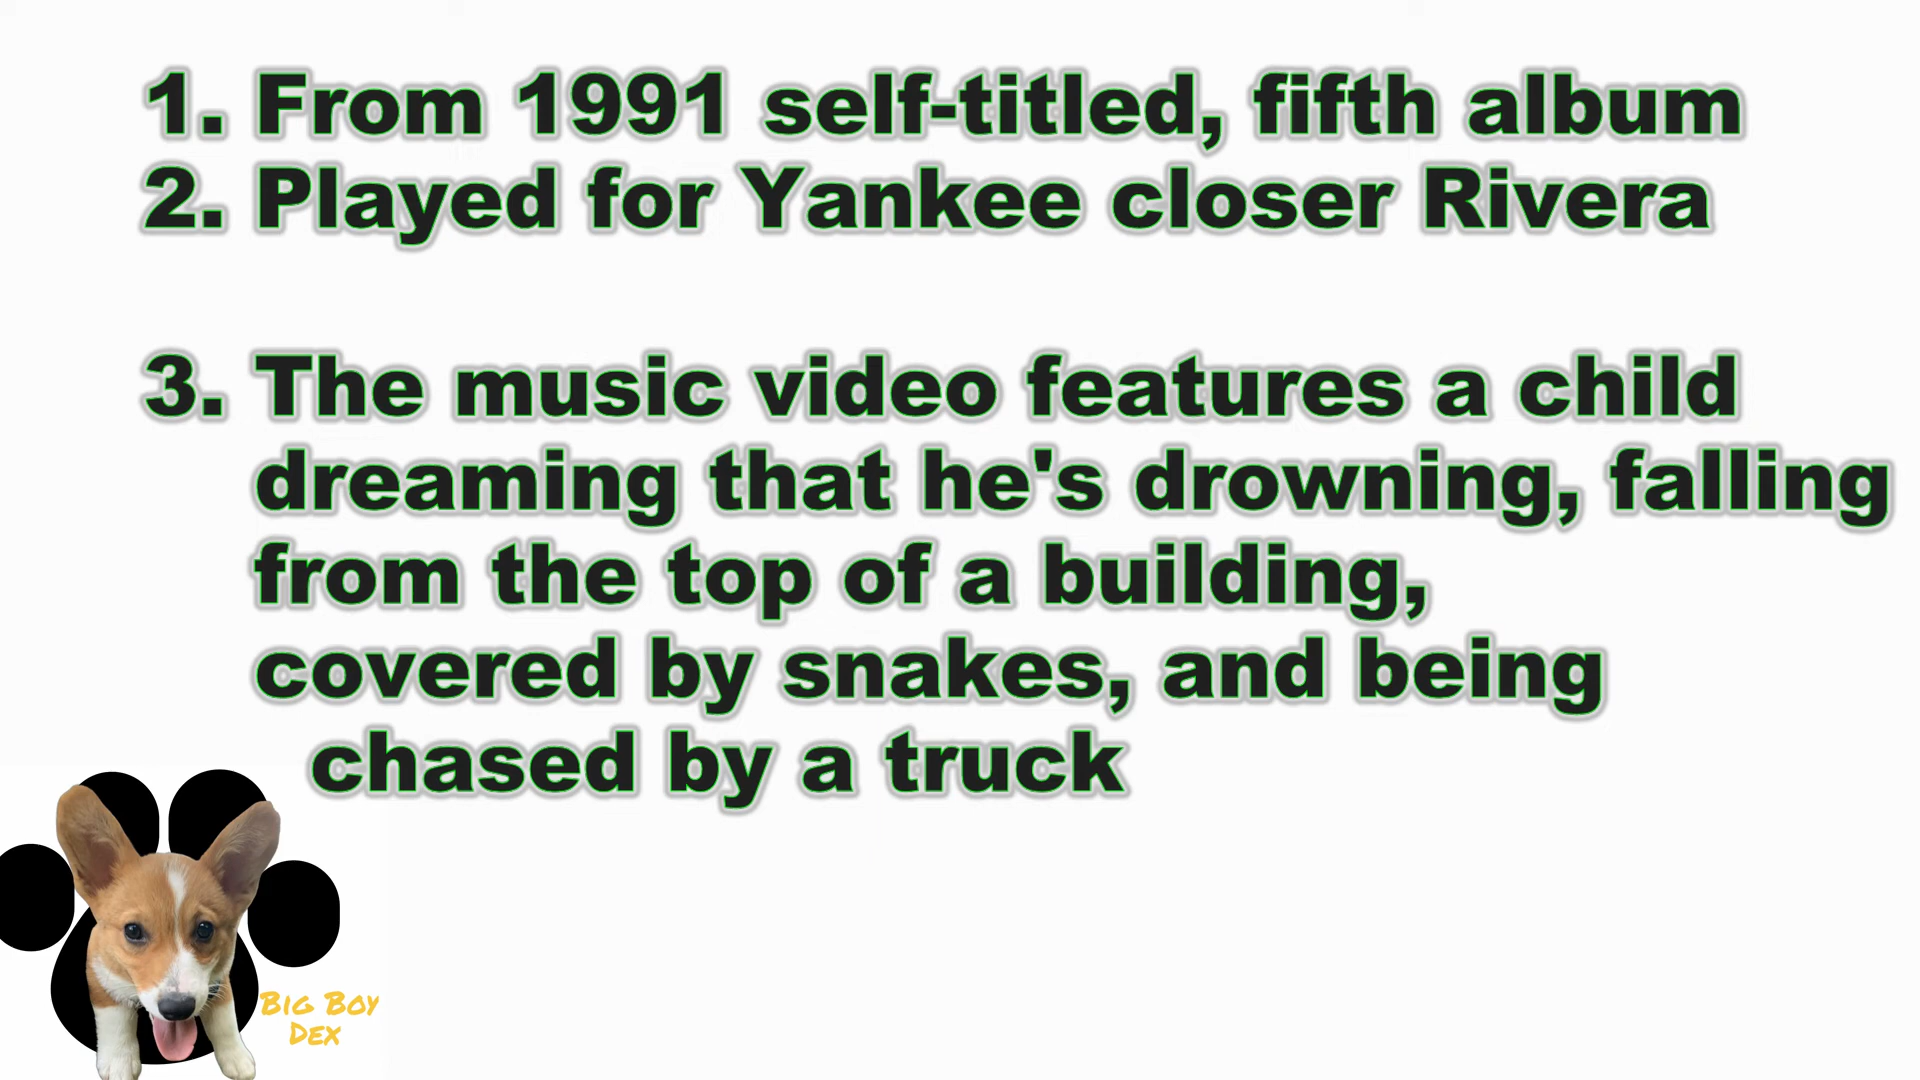 1. From 1991 self-titled, fifth album
2. Played for Yankee closer Rivera
3. The music video features a child
dreaming that he's drowning, falling
from the top of a building,
covered by snakes, and being
chased by a truck
Big Boy
Dex